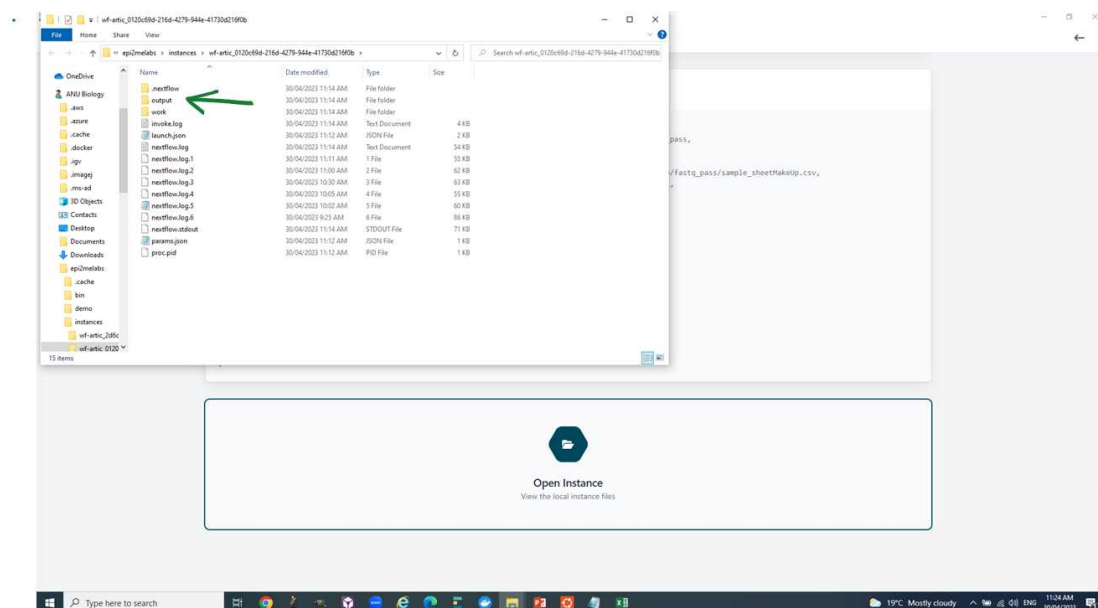 wf-artic_0120c69d-216d-4279-944e-41730d216f0b
File Home Share View
epi2melabs › instances › wf-artic_0120c69d-216d-4279-944e-41730d216f0b ›
Search wf-artic_0120c69d-216d-4279-944e-41730d216f0b
Name Date modified Type Size
OneDrive
ANU Biology
.aws
.azure
.cache
.docker
.igv
.imagej
.ms-ad
3D Objects
Contacts
Desktop
Documents
Downloads
epi2melabs
.cache
bin
demo
instances
wf-artic_2d6c
wf-artic_0120
.nextflow 30/04/2023 11:14 AM File folder
output 30/04/2023 11:14 AM File folder
work 30/04/2023 11:14 AM File folder
invoke.log 30/04/2023 11:14 AM Text Document 4 KB
launch.json 30/04/2023 11:12 AM JSON File 2 KB
nextflow.log 30/04/2023 11:14 AM Text Document 54 KB
nextflow.log.1 30/04/2023 11:11 AM 1 File 55 KB
nextflow.log.2 30/04/2023 11:00 AM 2 File 62 KB
nextflow.log.3 30/04/2023 10:30 AM 3 File 63 KB
nextflow.log.4 30/04/2023 10:05 AM 4 File 55 KB
nextflow.log.5 30/04/2023 10:02 AM 5 File 60 KB
nextflow.log.6 30/04/2023 9:25 AM 6 File 86 KB
nextflow.stdout 30/04/2023 11:14 AM STDOUT File 71 KB
params.json 30/04/2023 11:12 AM JSON File 1 KB
proc.pid 30/04/2023 11:12 AM PID File 1 KB
15 items
pass,
/fastq_pass/sample_sheetMakeUp.csv,
Open Instance
View the local instance files
Type here to search
19°C Mostly cloudy
ENG
11:24 AM
30/04/2023